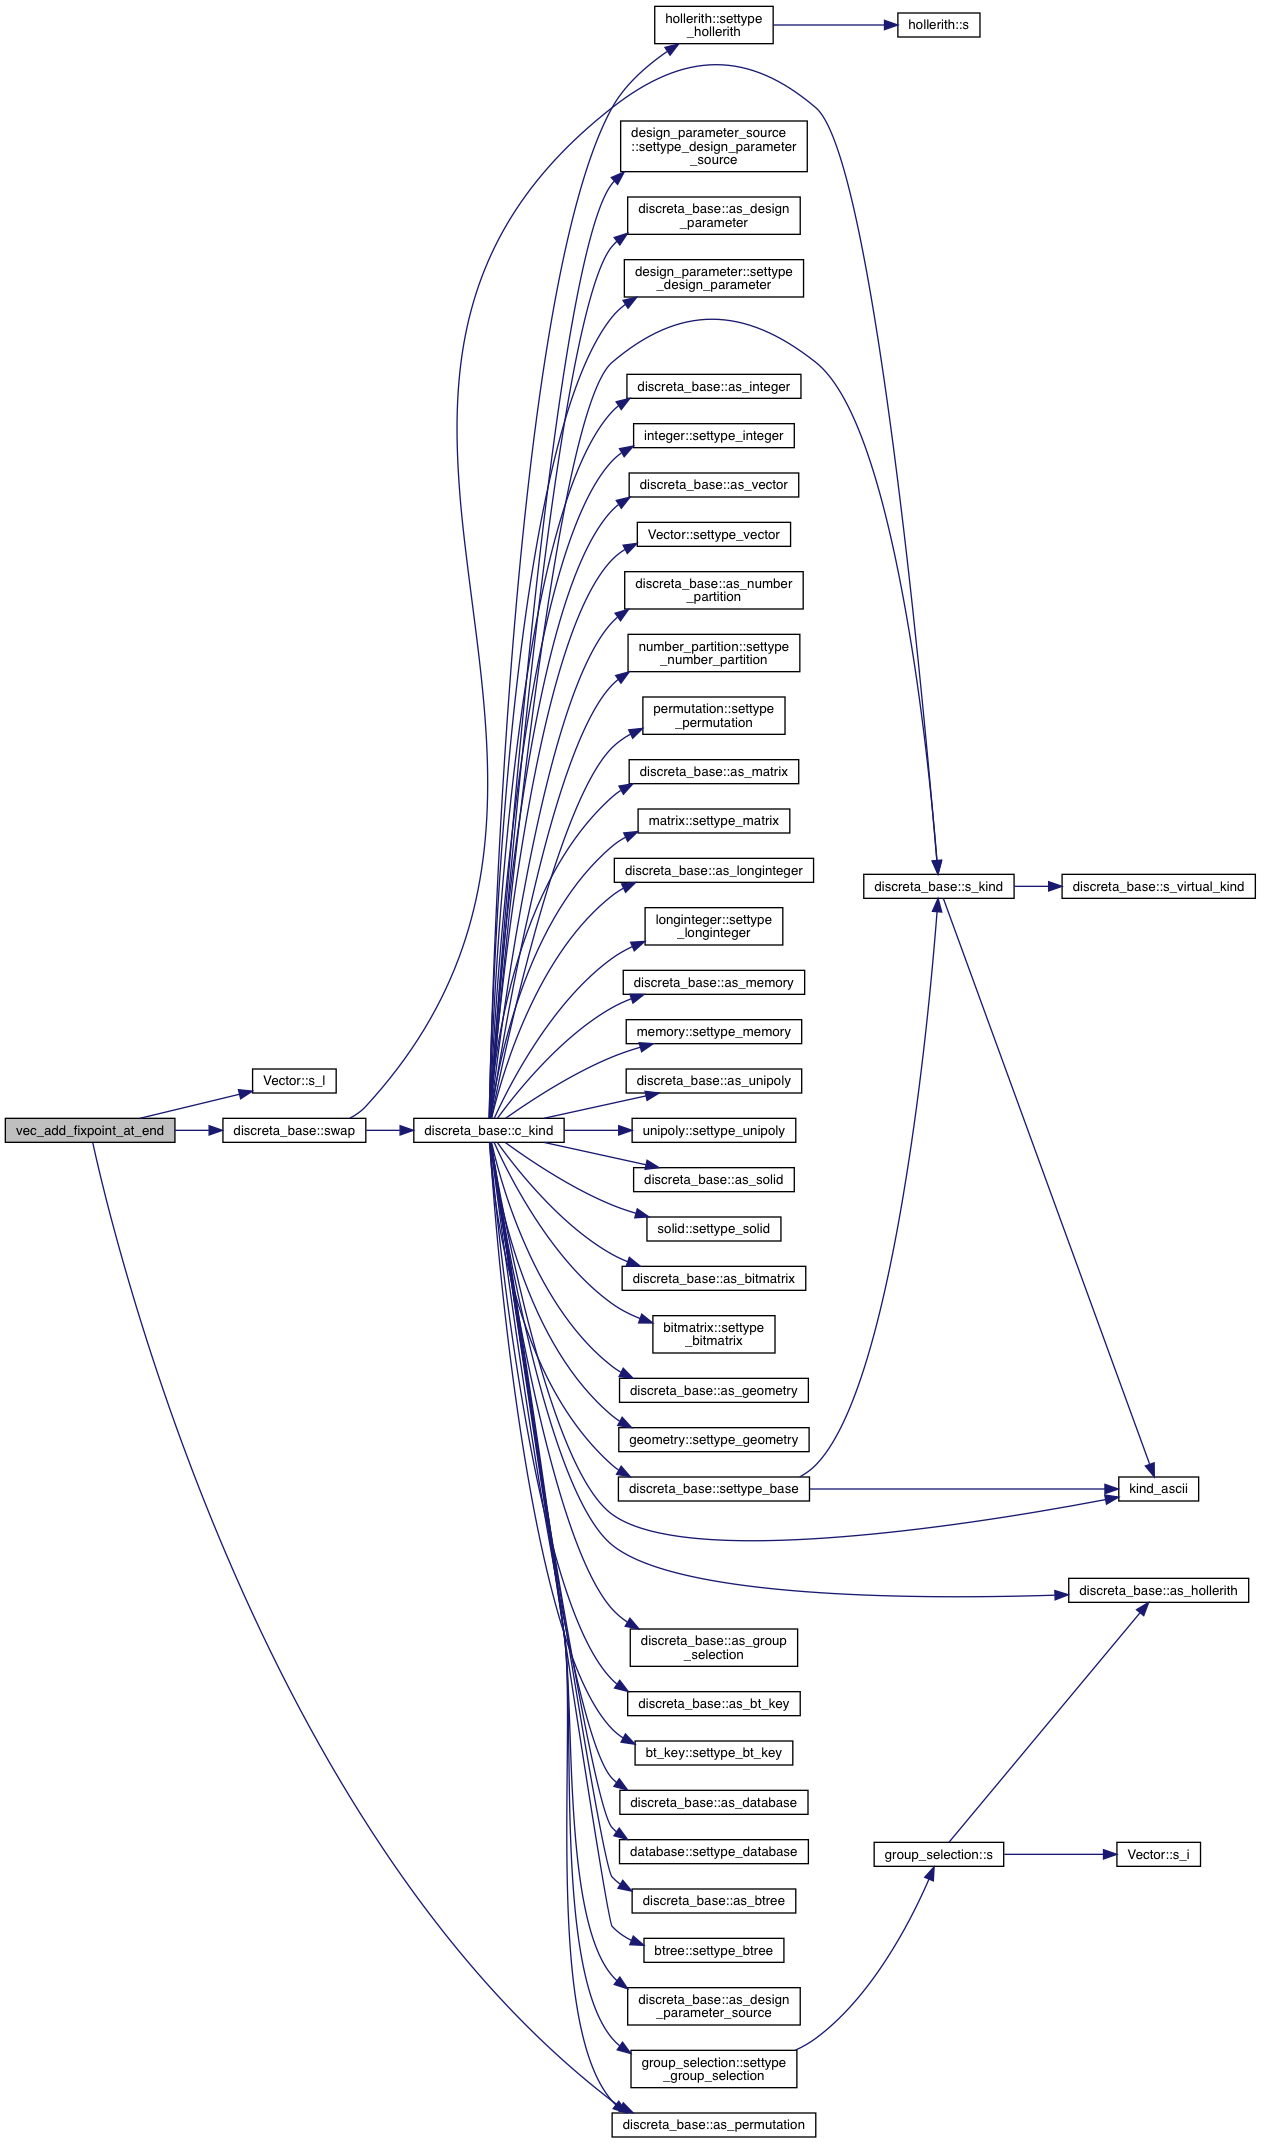 hollerith::settype
_hollerith
hollerith::s
design_parameter_source
::settype_design_parameter
_source
discreta_base::as_design
_parameter
design_parameter::settype
_design_parameter
discreta_base::as_integer
integer::settype_integer
discreta_base::as_vector
Vector::settype_vector
discreta_base::as_number
_partition
number_partition::settype
_number_partition
permutation::settype
_permutation
discreta_base::as_matrix
matrix::settype_matrix
discreta_base::as_longinteger
discreta_base::s_kind
discreta_base::s_virtual_kind
longinteger::settype
_longinteger
discreta_base::as_memory
memory::settype_memory
Vector::s_l
discreta_base::as_unipoly
vec_add_fixpoint_at_end
discreta_base::swap
discreta_base::c_kind
unipoly::settype_unipoly
discreta_base::as_solid
solid::settype_solid
discreta_base::as_bitmatrix
bitmatrix::settype
_bitmatrix
discreta_base::as_geometry
geometry::settype_geometry
discreta_base::settype_base
kind_ascii
discreta_base::as_hollerith
discreta_base::as_group
_selection
discreta_base::as_bt_key
bt_key::settype_bt_key
discreta_base::as_database
database::settype_database
group_selection::s
Vector::s_i
discreta_base::as_btree
btree::settype_btree
discreta_base::as_design
_parameter_source
group_selection::settype
_group_selection
discreta_base::as_permutation